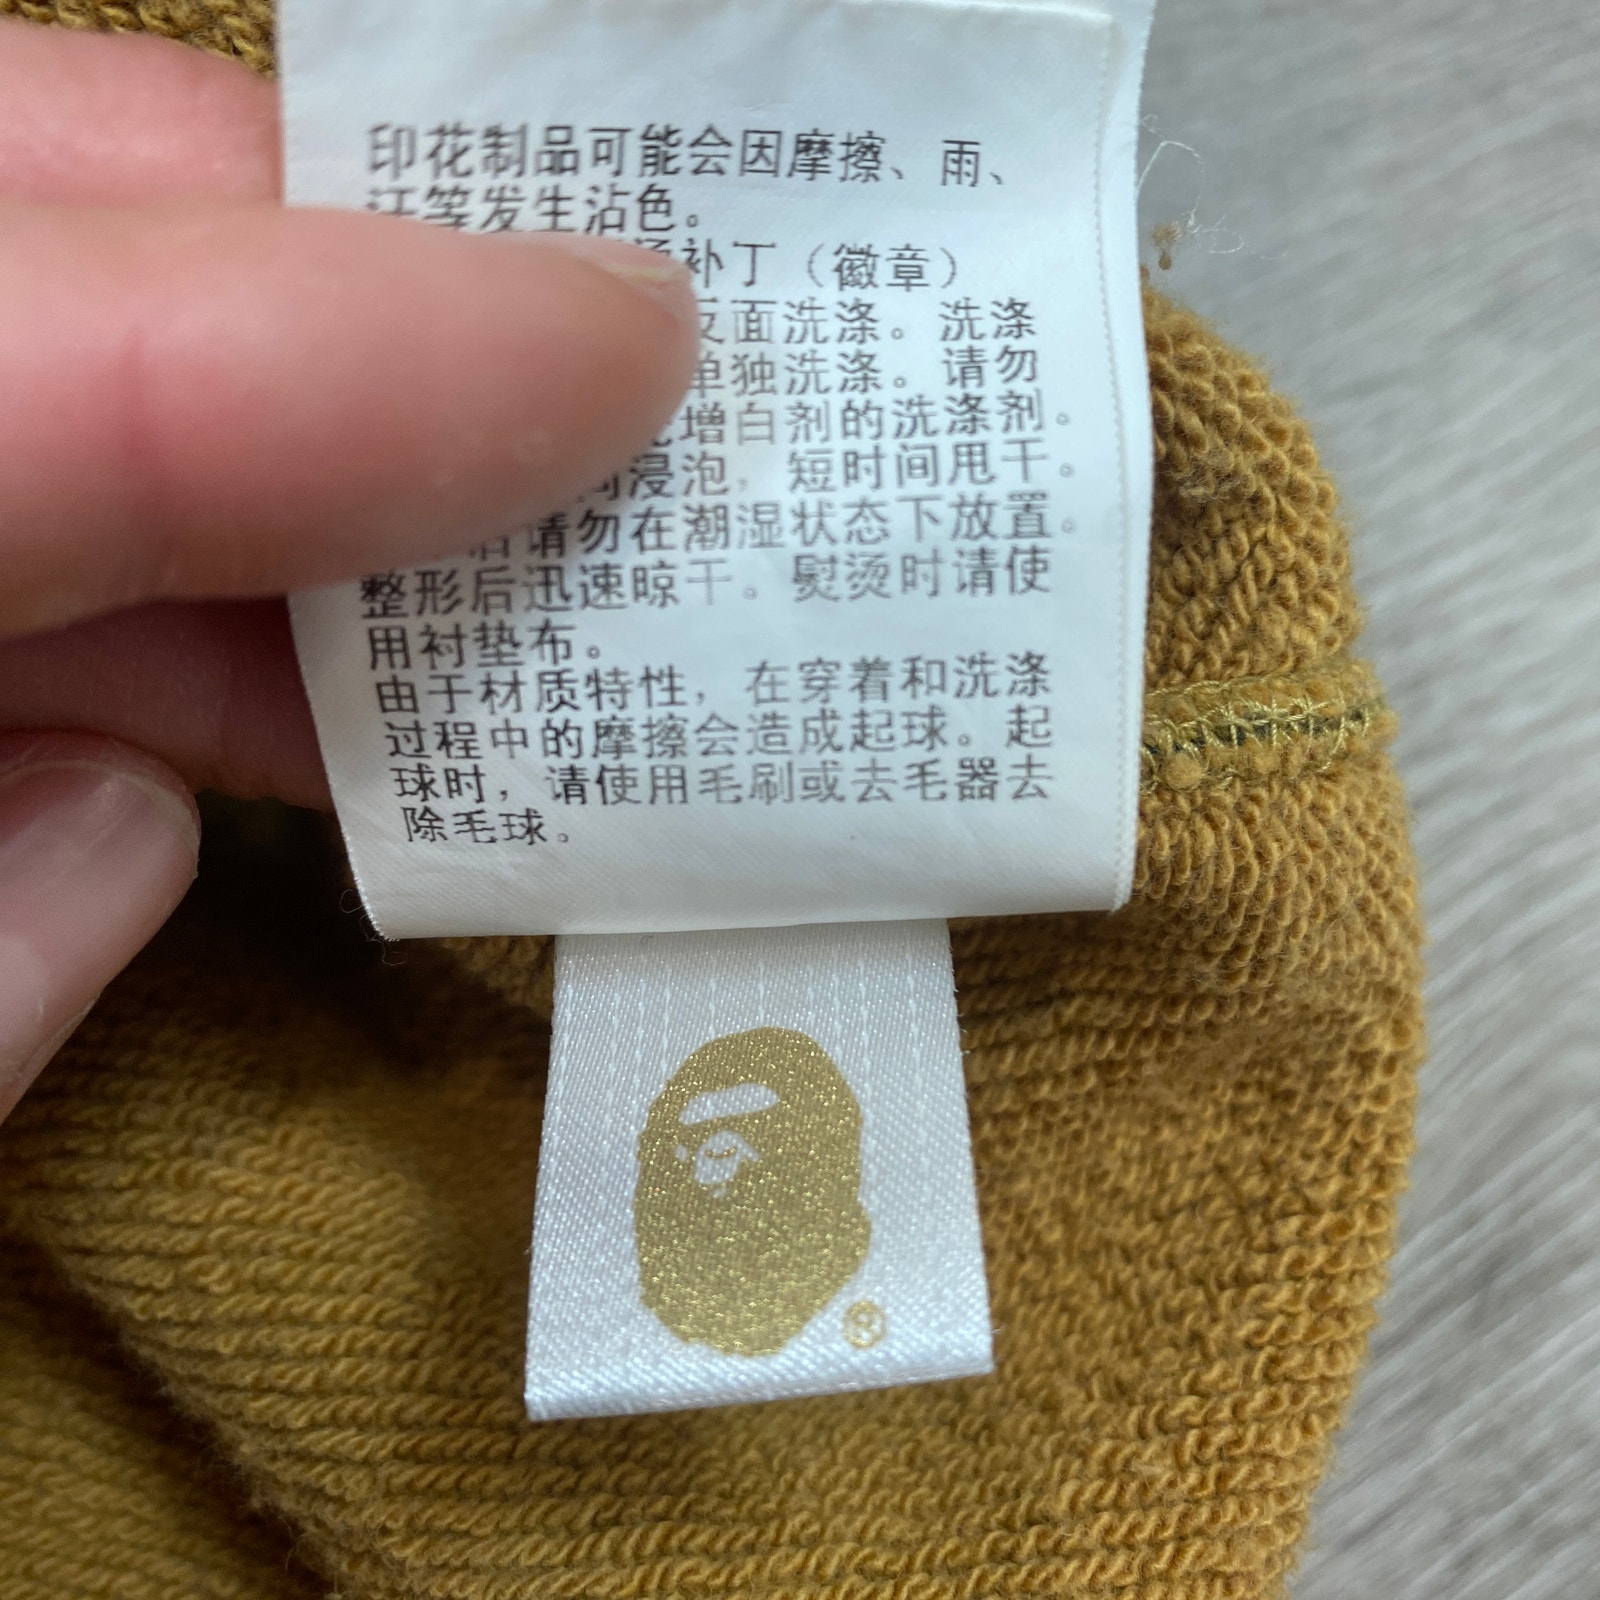 印花制品可能会因摩擦、雨、
汗等发生沾色。
补丁（徽章）
反面洗涤。洗涤
单独洗涤。请勿
增白剂的洗涤剂。
间浸泡，短时间甩干。
后请勿在潮湿状态下放置。
整形后迅速晾干。熨烫时请使
用衬垫布。
由于材质特性，在穿着和洗涤
过程中的摩擦会造成起球。起
球时，请使用毛刷或去毛器去
除毛球。
®